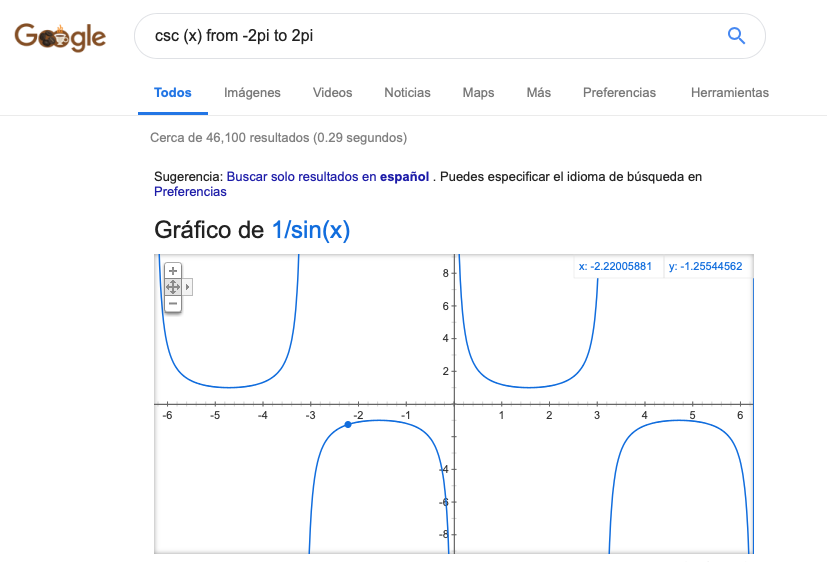 Google
csc (x) from -2pi to 2pi
Todos Imágenes Videos Noticias Maps Más Preferencias Herramientas
Cerca de 46,100 resultados (0.29 segundos)
Sugerencia: Buscar solo resultados en español . Puedes especificar el idioma de búsqueda en
Preferencias
Gráfico de 1/sin(x)
x: -2.22005881 y: -1.25544562
8
6
4
2
-6 -5 -4 -3 -2 -1 1 2 3 4 5 6
-4
-6
-8